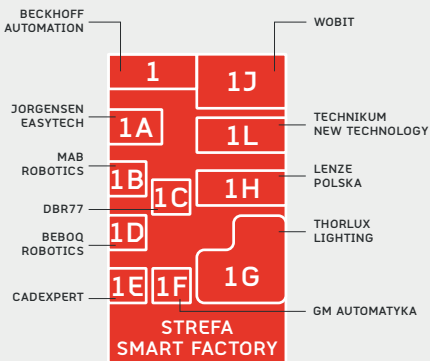 BECKHOFF
AUTOMATION
WOBIT
1
1J
JORGENSEN
EASYTECH
1A
1L
TECHNIKUM
NEW TECHNOLOGY
MAB
ROBOTICS
1B
1C
1H
LENZE
POLSKA
DBR77
BEBOQ
ROBOTICS
1D
THORLUX
LIGHTING
1G
CADEXPERT
1E
1F
GM AUTOMATYKA
STREFA
SMART FACTORY